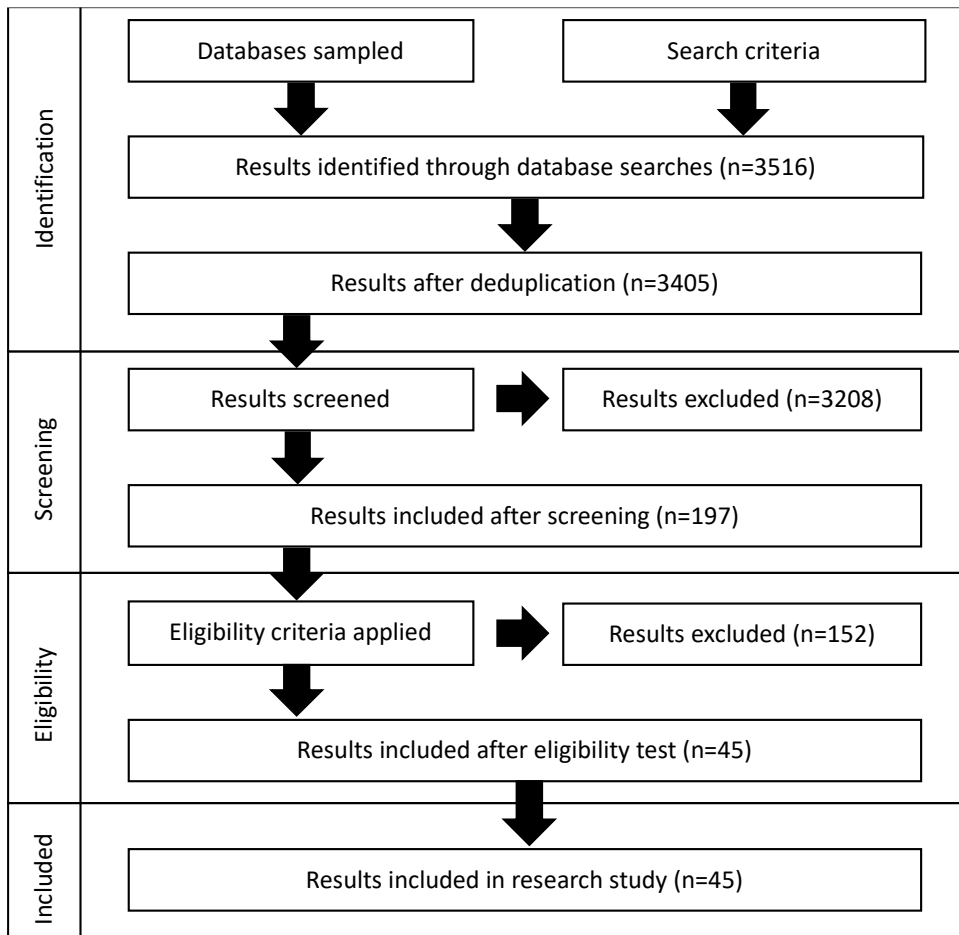 Identification
Databases sampled
Search criteria
Results identified through database searches (n=3516)
Results after deduplication (n=3405)
Screening
Results screened
Results excluded (n=3208)
Results included after screening (n=197)
Eligibility
Eligibility criteria applied
Results excluded (n=152)
Results included after eligibility test (n=45)
Included
Results included in research study (n=45)